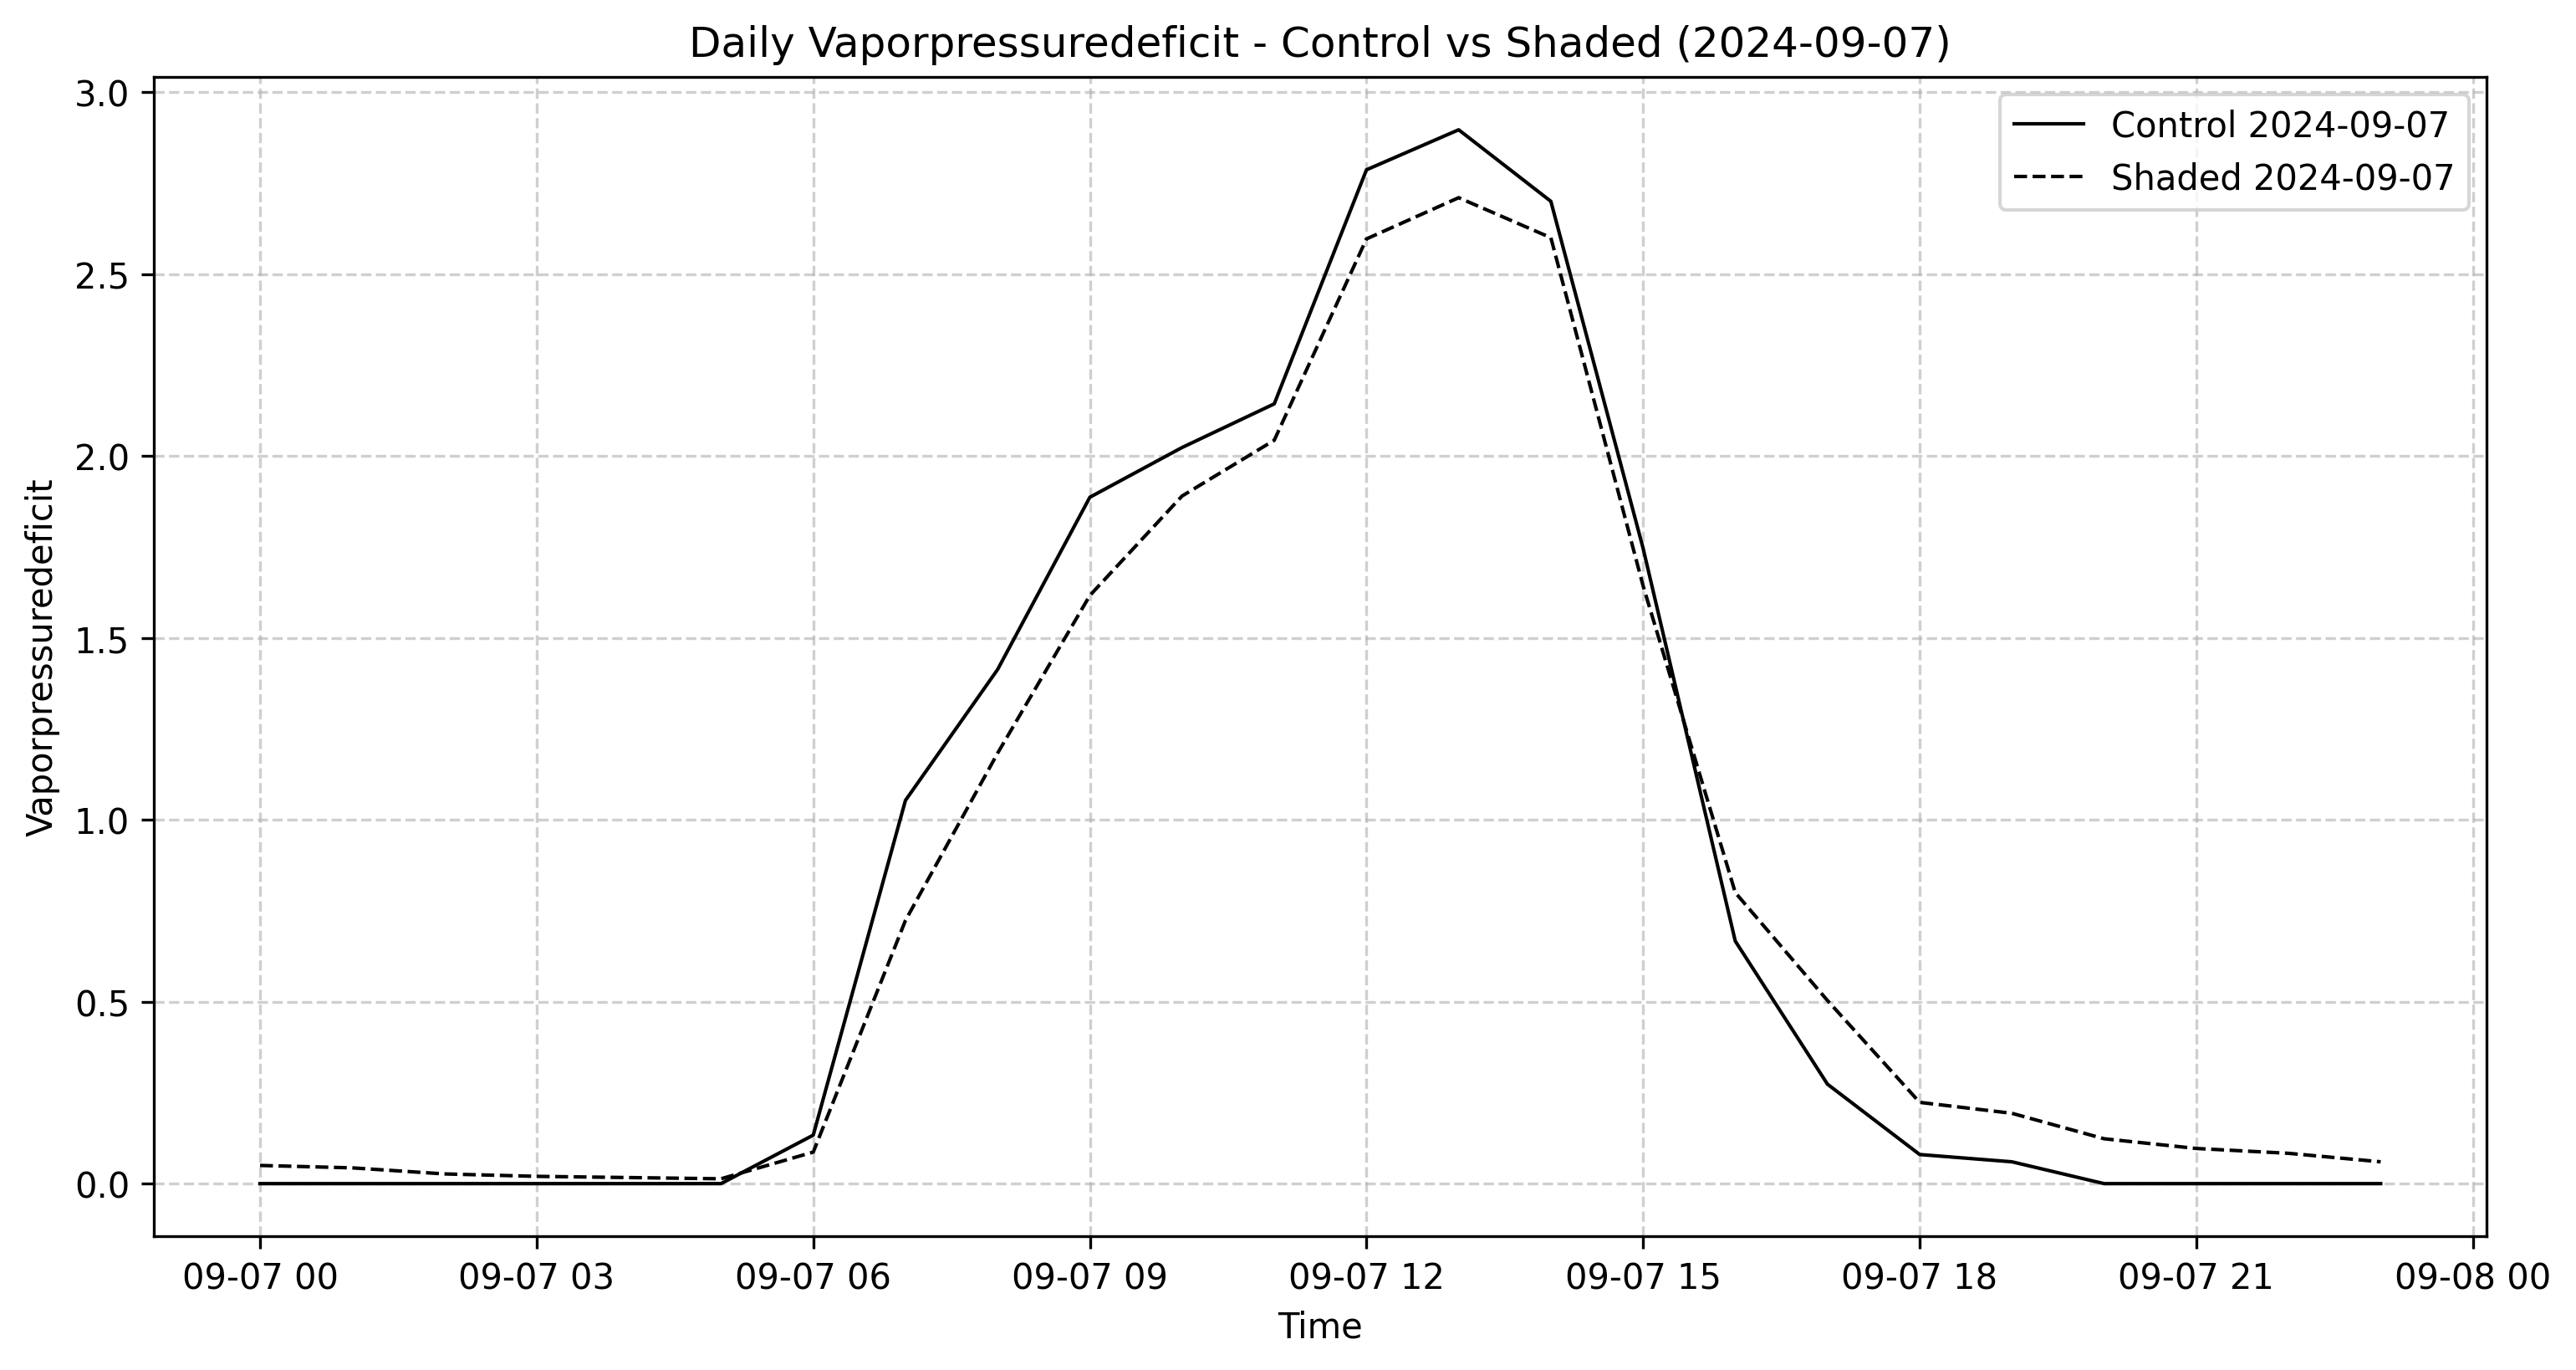 Daily Vaporpressuredeficit - Control vs Shaded (2024-09-07)
Control 2024-09-07
Shaded 2024-09-07
Vaporpressuredeficit
3.0
2.5
2.0
1.5
1.0
0.5
0.0
09-07 00 09-07 03 09-07 06 09-07 09 09-07 12 09-07 15 09-07 18 09-07 21 09-08 00
Time